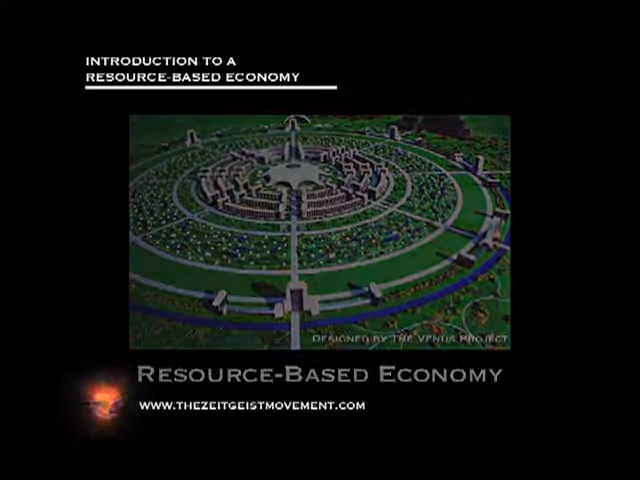 INTRODUCTION TO A
RESOURCE-BASED ECONOMY
DESIGNED BY THE VENUS PROJECT
RESOURCE-BASED ECONOMY
WWW.THEZEITGEISTMOVEMENT.COM